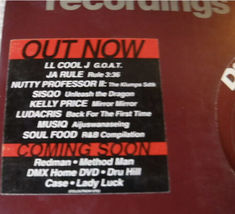 recordings
OUT NOW
LL COOL J G.O.A.T.
JA RULE Rule 3:36
NUTTY PROFESSOR II: The Klumps Sdtk
SISQO Unleash the Dragon
KELLY PRICE Mirror Mirror
LUDACRIS Back For The First Time
MUSIQ Aijuswanaseing
SOUL FOOD R&B Compilation
COMING SOON
Redman • Method Man
DMX Home DVD • Dru Hill
Case • Lady Luck